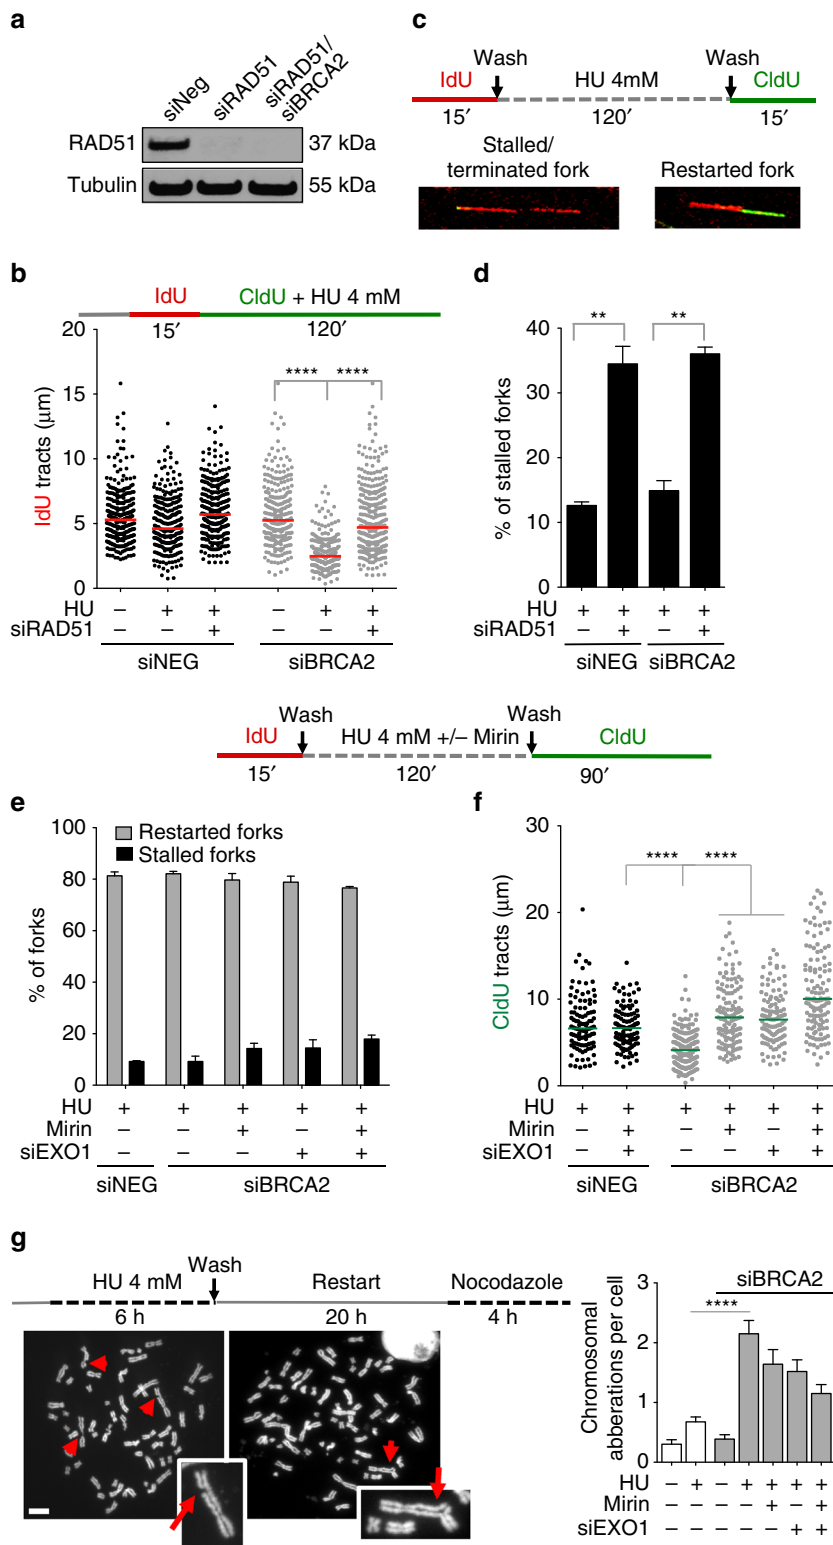 a
siNeg
siRAD51
siRAD51/
siBRCA2
RAD51
37 kDa
Tubulin
55 kDa
c
Wash
Wash
IdU
HU 4mM
CldU
15′
120′
15′
Stalled/
terminated fork
Restarted fork
b
IdU
CldU + HU 4 mM
15′
120′
20
15
10
5
0
IdU tracts (μm)
**** ****
HU – + + – + +
siRAD51 – – + – – +
siNEG
siBRCA2
d
40
30
20
10
0
% of stalled forks
** **
HU + + + +
siRAD51 – + – +
siNEG siBRCA2
Wash
Wash
IdU
HU 4 mM +/– Mirin
CldU
15′
120′
90′
e
100
80
60
40
20
0
% of forks
Restarted forks
Stalled forks
HU + + + + +
Mirin – – + – +
siEXO1 – – – + +
siNEG
siBRCA2
f
30
20
10
0
CldU tracts (μm)
**** ****
HU + + + + + +
Mirin – + – + – +
siEXO1 – + – – + +
siNEG
siBRCA2
g
Wash
HU 4 mM
Restart
Nocodazole
6 h
20 h
4 h
siBRCA2
3
2
1
0
Chromosomal
abberations per cell
****
HU – + – + + + +
Mirin – – – – + – +
siEXO1 – – – – – + +